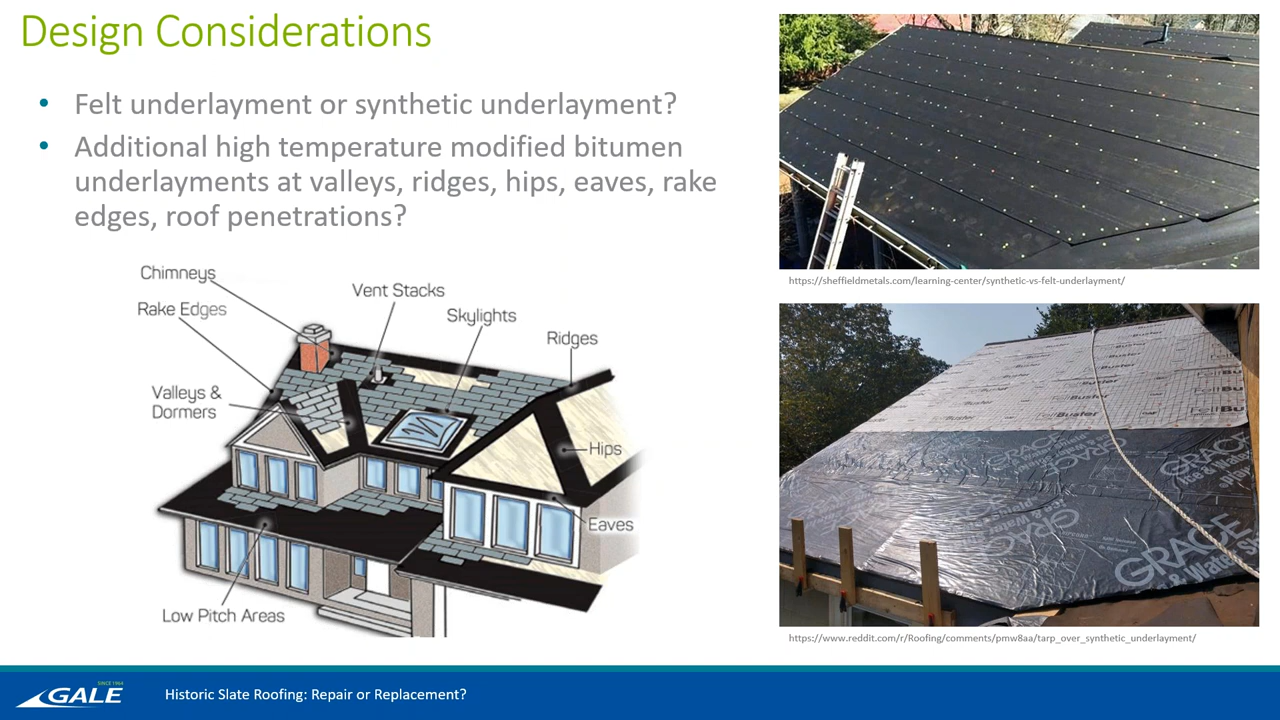 Design Considerations
• Felt underlayment or synthetic underlayment?
• Additional high temperature modified bitumen
underlayments at valleys, ridges, hips, eaves, rake
edges, roof penetrations?
Chimneys
Vent Stacks
Rake Edges
Skylights
Ridges
Valleys &
Dormers
Hips
Eaves
Low Pitch Areas
https://sheffieldmetals.com/learning-center/synthetic-vs-felt-underlayment/
FeltBuster
GRACE
GRACE
https://www.reddit.com/r/Roofing/comments/pmw8aa/tarp_over_synthetic_underlayment/
SINCE 1964
GALE
Historic Slate Roofing: Repair or Replacement?